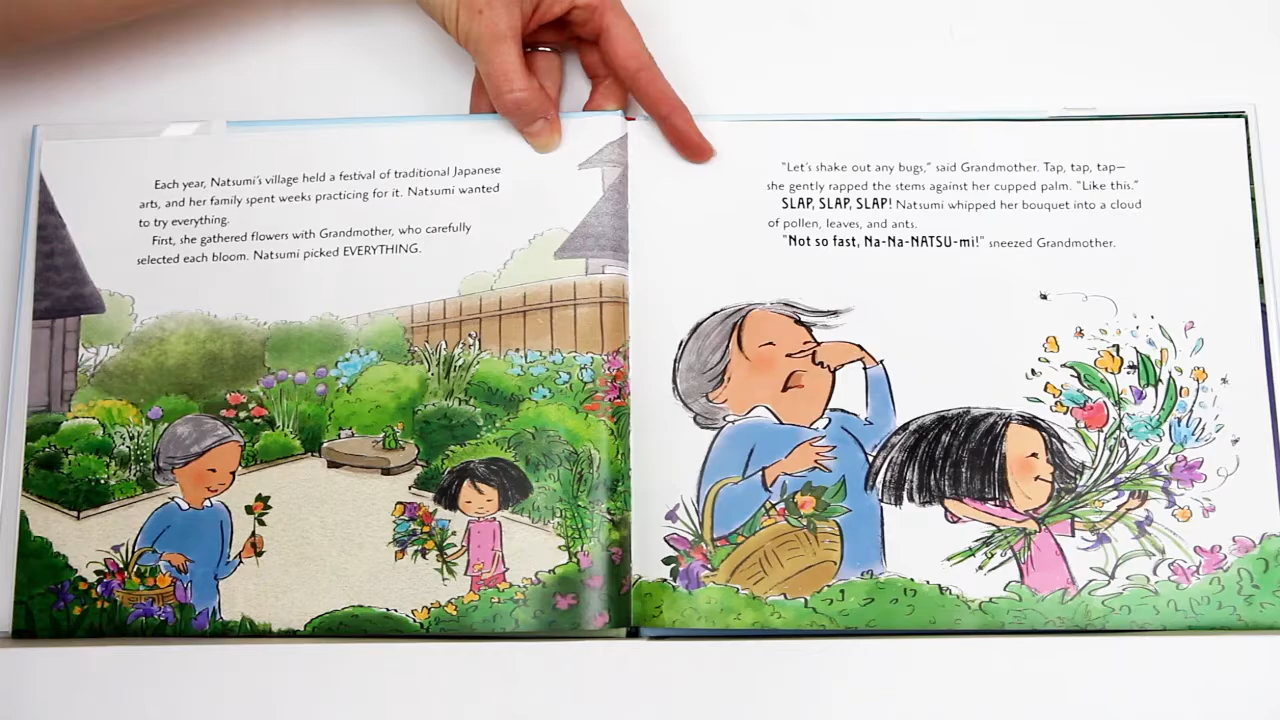 Each year, Natsumi's village held a festival of traditional Japanese
arts, and her family spent weeks practicing for it. Natsumi wanted
to try everything.
First, she gathered flowers with Grandmother, who carefully
selected each bloom. Natsumi picked EVERYTHING.
"Let's shake out any bugs," said Grandmother. Tap, tap, tap—
she gently rapped the stems against her cupped palm. "Like this."
SLAP, SLAP, SLAP! Natsumi whipped her bouquet into a cloud
of pollen, leaves, and ants.
"Not so fast, Na-Na-NATSU-mi!" sneezed Grandmother.